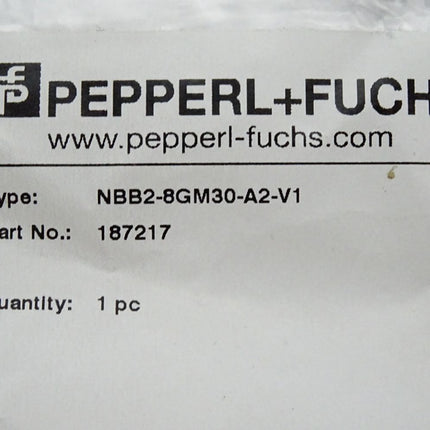 PEPPERL+FUCH
www.pepperl-fuchs.com
ype: NBB2-8GM30-A2-V1
art No.: 187217
uantity: 1 pc